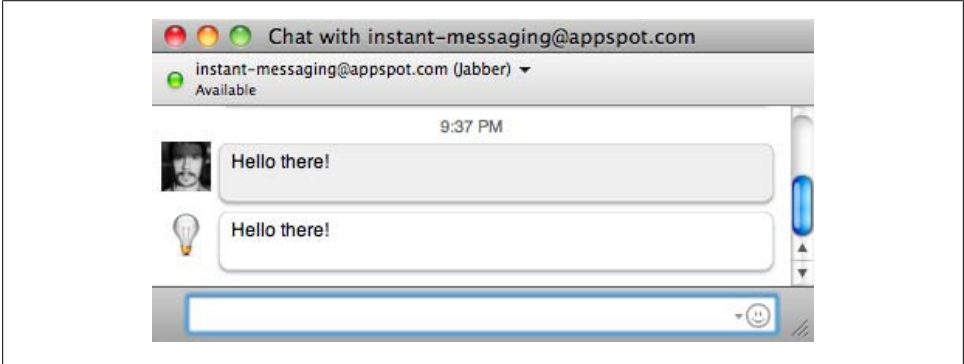 Chat with instant-messaging@appspot.com
instant-messaging@appspot.com (Jabber)
Available
9:37 PM
Hello there!
Hello there!